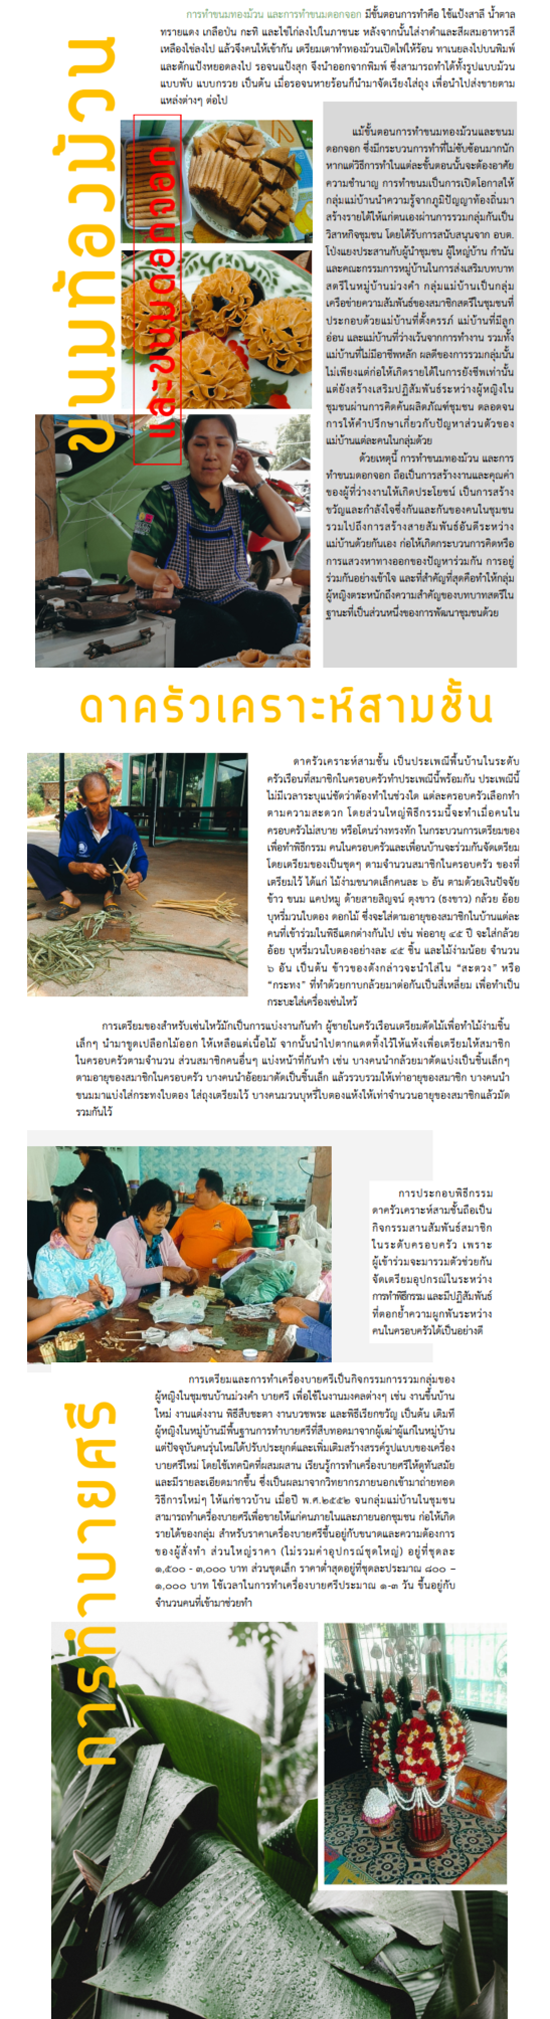 การทำขนมทองม้วน และการทำขนมดอกจอก มีขั้นตอนการทำคือ ใช้แป้งสาลี น้ำตาล
ทรายแดง เกลือป่น กะทิ และไข่ไก่ลงไปในภาชนะ หลังจากนั้นใส่งาดำและสีผสมอาหารสี
เหลืองไข่ลงไป แล้วจึงคนให้เข้ากัน เตรียมเตาทำทองม้วนเปิดไฟให้ร้อน ทาเนยลงไปบนพิมพ์
และตักแป้งหยอดลงไป รอจนแป้งสุก จึงนำออกจากพิมพ์ ซึ่งสามารถทำได้ทั้งรูปแบบม้วน
แบบพับ แบบกรวย เป็นต้น เมื่อรอจนหายร้อนก็นำมาจัดเรียงใส่ถุง เพื่อนำไปส่งขายตาม
แหล่งต่างๆ ต่อไป
ขนมท้องม้วน
และขนมดอกจอก
แม้ขั้นตอนการทำขนมทองม้วนและขนม
ดอกจอก ซึ่งมีกระบวนการทำที่ไม่ซับซ้อนมากนัก
หากแต่วิธีการทำในแต่ละขั้นตอนนั้นจะต้องอาศัย
ความชำนาญ การทำขนมเป็นการเปิดโอกาสให้
กลุ่มแม่บ้านนำความรู้จากภูมิปัญญาท้องถิ่นมา
สร้างรายได้ให้แก่ตนเองผ่านการรวมกลุ่มกันเป็น
วิสาหกิจชุมชน โดยได้รับการสนับสนุนจาก อบต.
โป่งแยงประสานกับผู้นำชุมชน ผู้ใหญ่บ้าน กำนัน
และคณะกรรมการหมู่บ้านในการส่งเสริมบทบาท
สตรีในหมู่บ้านม่วงคำ กลุ่มแม่บ้านเป็นกลุ่ม
เครือข่ายความสัมพันธ์ของสมาชิกสตรีในชุมชนที่
ประกอบด้วยแม่บ้านที่ตั้งครรภ์ แม่บ้านที่มีลูก
อ่อน และแม่บ้านที่ว่างเว้นจากการทำงาน รวมทั้ง
แม่บ้านที่ไม่มีอาชีพหลัก ผลดีของการรวมกลุ่มนั้น
ไม่เพียงแต่ก่อให้เกิดรายได้ในการยังชีพเท่านั้น
แต่ยังสร้างเสริมปฏิสัมพันธ์ระหว่างผู้หญิงใน
ชุมชนผ่านการคิดค้นผลิตภัณฑ์ชุมชน ตลอดจน
การให้คำปรึกษาเกี่ยวกับปัญหาส่วนตัวของ
แม่บ้านแต่ละคนในกลุ่มด้วย
ด้วยเหตุนี้ การทำขนมทองม้วน และการ
ทำขนมดอกจอก ถือเป็นการสร้างงานและคุณค่า
ของผู้ที่ว่างงานให้เกิดประโยชน์ เป็นการสร้าง
ขวัญและกำลังใจซึ่งกันและกันของคนในชุมชน
รวมไปถึงการสร้างสายสัมพันธ์อันดีระหว่าง
แม่บ้านด้วยกันเอง ก่อให้เกิดกระบวนการคิดหรือ
การแสวงหาทางออกของปัญหาร่วมกัน การอยู่
ร่วมกันอย่างเข้าใจ และที่สำคัญที่สุดคือทำให้กลุ่ม
ผู้หญิงตระหนักถึงความสำคัญของบทบาทสตรีใน
ฐานะที่เป็นส่วนหนึ่งของการพัฒนาชุมชนด้วย
ดาครัวเคราะห์สามชั้น
ดาครัวเคราะห์สามชั้น เป็นประเพณีพื้นบ้านในระดับ
ครัวเรือนที่สมาชิกในครอบครัวทำประเพณีนี้พร้อมกัน ประเพณีนี้
ไม่มีเวลาระบุแน่ชัดว่าต้องทำในช่วงใด แต่ละครอบครัวเลือกทำ
ตามความสะดวก โดยส่วนใหญ่พิธีกรรมนี้จะทำเมื่อคนใน
ครอบครัวไม่สบาย หรือโดนร่างทรงทัก ในกระบวนการเตรียมของ
เพื่อทำพิธีกรรม คนในครอบครัวและเพื่อนบ้านจะร่วมกันจัดเตรียม
โดยเตรียมของเป็นชุดๆ ตามจำนวนสมาชิกในครอบครัว ของที่
เตรียมไว้ ได้แก่ ไม้ง่ามขนาดเล็กคนละ ๖ อัน ตามด้วยเงินปัจจัย
ข้าว ขนม แคปหมู ด้ายสายสิญจน์ ตุงขาว (ธงขาว) กล้วย อ้อย
บุหรี่มวนใบตอง ดอกไม้ ซึ่งจะใส่ตามอายุของสมาชิกในบ้านแต่ละ
คนที่เข้าร่วมในพิธีแตกต่างกันไป เช่น พ่ออายุ ๔๕ ปี จะใส่กล้วย
อ้อย บุหรี่มวนใบตองอย่างละ ๔๕ ชิ้น และไม้ง่ามน้อย จำนวน
๖ อัน เป็นต้น ข้าวของดังกล่าวจะนำใส่ใน “สะตวง” หรือ
“กระทง” ที่ทำด้วยกาบกล้วยมาต่อกันเป็นสี่เหลี่ยม เพื่อทำเป็น
กระบะใส่เครื่องเซ่นไหว้
การเตรียมของสำหรับเซ่นไหว้มักเป็นการแบ่งงานกันทำ ผู้ชายในครัวเรือนเตรียมตัดไม้เพื่อทำไม้ง่ามชิ้น
เล็กๆ นำมาขูดเปลือกไม้ออก ให้เหลือแต่เนื้อไม้ จากนั้นนำไปตากแดดทิ้งไว้ให้แห้งเพื่อเตรียมให้สมาชิก
ในครอบครัวตามจำนวน ส่วนสมาชิกคนอื่นๆ แบ่งหน้าที่กันทำ เช่น บางคนนำกล้วยมาตัดแบ่งเป็นชิ้นเล็กๆ
ตามอายุของสมาชิกในครอบครัว บางคนนำอ้อยมาตัดเป็นชิ้นเล็ก แล้วรวบรวมให้เท่าอายุของสมาชิก บางคนนำ
ขนมมาแบ่งใส่กระทงใบตอง ใส่ถุงเตรียมไว้ บางคนมวนบุหรี่ใบตองแห้งให้เท่าจำนวนอายุของสมาชิกแล้วมัด
รวมกันไว้
การประกอบพิธีกรรม
ดาครัวเคราะห์สามชั้นถือเป็น
กิจกรรมสานสัมพันธ์สมาชิก
ในระดับครอบครัว เพราะ
ผู้เข้าร่วมจะมารวมตัวช่วยกัน
จัดเตรียมอุปกรณ์ในระหว่าง
การทำพิธีกรรม และมีปฏิสัมพันธ์
ที่ตอกย้ำความผูกพันระหว่าง
คนในครอบครัวได้เป็นอย่างดี
การทำบายศรี
การเตรียมและการทำเครื่องบายศรีเป็นกิจกรรมการรวมกลุ่มของ
ผู้หญิงในชุมชนบ้านม่วงคำ บายศรี เพื่อใช้ในงานมงคลต่างๆ เช่น งานขึ้นบ้าน
ใหม่ งานแต่งงาน พิธีสืบชะตา งานบวชพระ และพิธีเรียกขวัญ เป็นต้น เดิมที
ผู้หญิงในหมู่บ้านมีพื้นฐานการทำบายศรีที่สืบทอดมาจากผู้เฒ่าผู้แก่ในหมู่บ้าน
แต่ปัจจุบันคนรุ่นใหม่ได้ปรับประยุกต์และเพิ่มเติมสร้างสรรค์รูปแบบของเครื่อง
บายศรีใหม่ โดยใช้เทคนิคที่ผสมผสาน เรียนรู้การทำเครื่องบายศรีให้ดูทันสมัย
และมีรายละเอียดมากขึ้น ซึ่งเป็นผลมาจากวิทยากรภายนอกเข้ามาถ่ายทอด
วิธีการใหม่ๆ ให้แก่ชาวบ้าน เมื่อปี พ.ศ.๒๕๕๒ จนกลุ่มแม่บ้านในชุมชน
สามารถทำเครื่องบายศรีเพื่อขายให้แก่คนภายในและภายนอกชุมชน ก่อให้เกิด
รายได้ของกลุ่ม สำหรับราคาเครื่องบายศรีขึ้นอยู่กับขนาดและความต้องการ
ของผู้สั่งทำ ส่วนใหญ่ราคา (ไม่รวมค่าอุปกรณ์ชุดใหญ่) อยู่ที่ชุดละ
๑,๕๐๐ - ๓,๐๐๐ บาท ส่วนชุดเล็ก ราคาต่ำสุดอยู่ที่ชุดละประมาณ ๘๐๐ –
๑,๐๐๐ บาท ใช้เวลาในการทำเครื่องบายศรีประมาณ ๑-๓ วัน ขึ้นอยู่กับ
จำนวนคนที่เข้ามาช่วยทำ